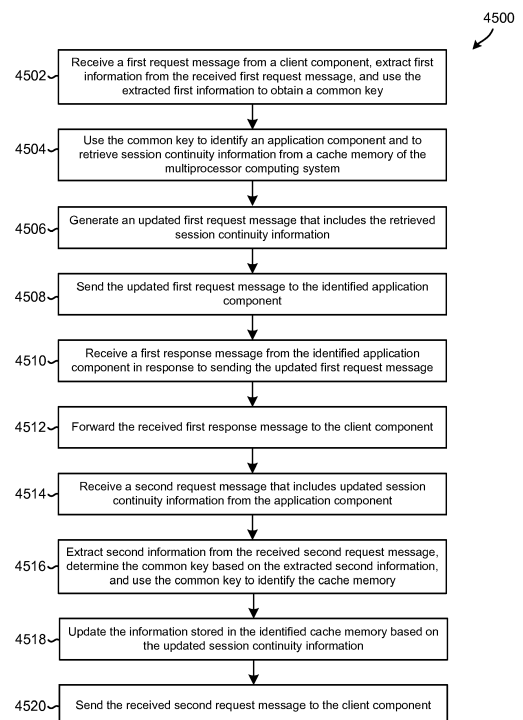 4500
4502
Receive a first request message from a client component, extract first
information from the received first request message, and use the
extracted first information to obtain a common key
4504
Use the common key to identify an application component and to
retrieve session continuity information from a cache memory of the
multiprocessor computing system
4506
Generate an updated first request message that includes the retrieved
session continuity information
4508
Send the updated first request message to the identified application
component
4510
Receive a first response message from the identified application
component in response to sending the updated first request message
4512
Forward the received first response message to the client component
4514
Receive a second request message that includes updated session
continuity information from the application component
4516
Extract second information from the received second request message,
determine the common key based on the extracted second information,
and use the common key to identify the cache memory
4518
Update the information stored in the identified cache memory based on
the updated session continuity information
4520
Send the received second request message to the client component